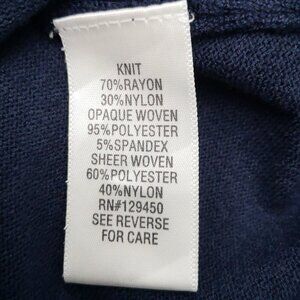 KNIT
70%RAYON
30%NYLON
OPAQUE WOVEN
95%POLYESTER
5%SPANDEX
SHEER WOVEN
60%POLYESTER
40%NYLON
RN#129450
SEE REVERSE
FOR CARE